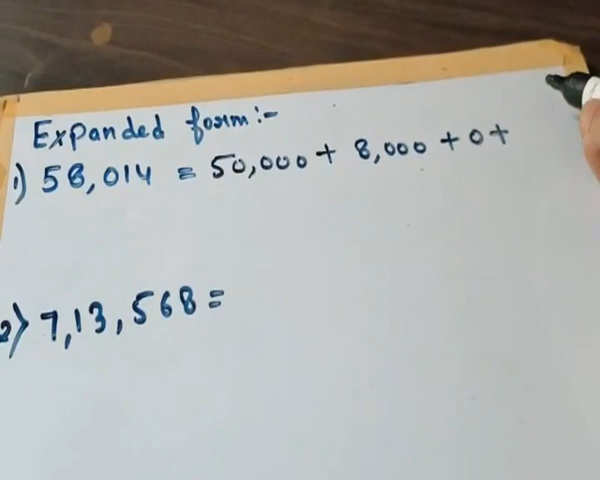 Expanded form:-
1) 58,014 = 50,000 + 8,000 + 0 +
2) 7,13,568 =